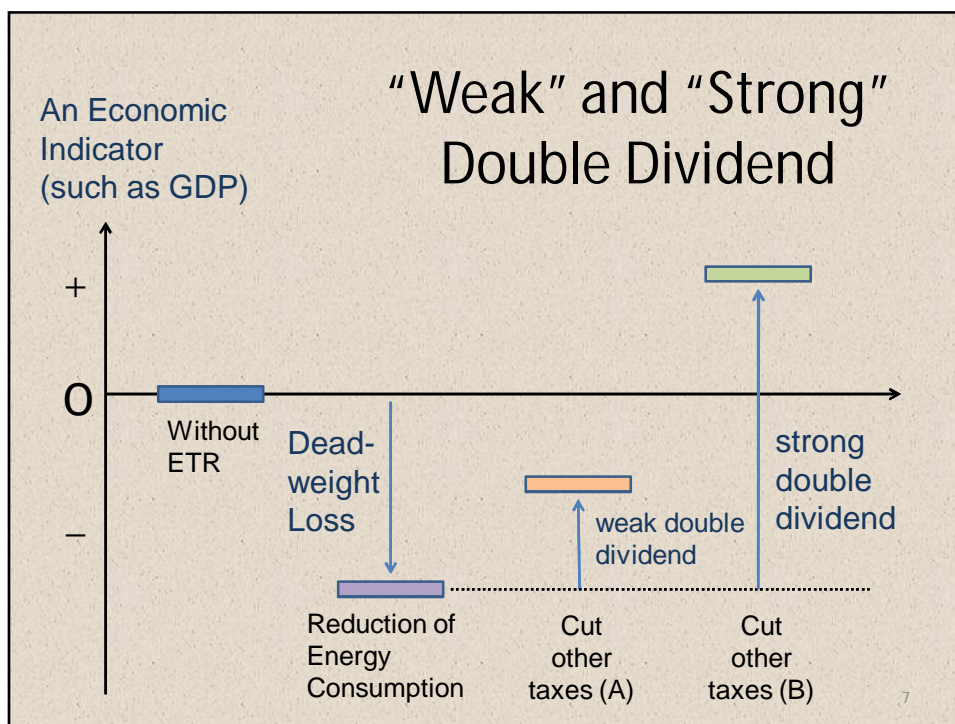 “Weak” and “Strong”
Double Dividend
An Economic
Indicator
(such as GDP)
+
0
−
Without
ETR
Dead-
weight
Loss
Reduction of
Energy
Consumption
weak double
dividend
Cut
other
taxes (A)
strong
double
dividend
Cut
other
taxes (B)
7